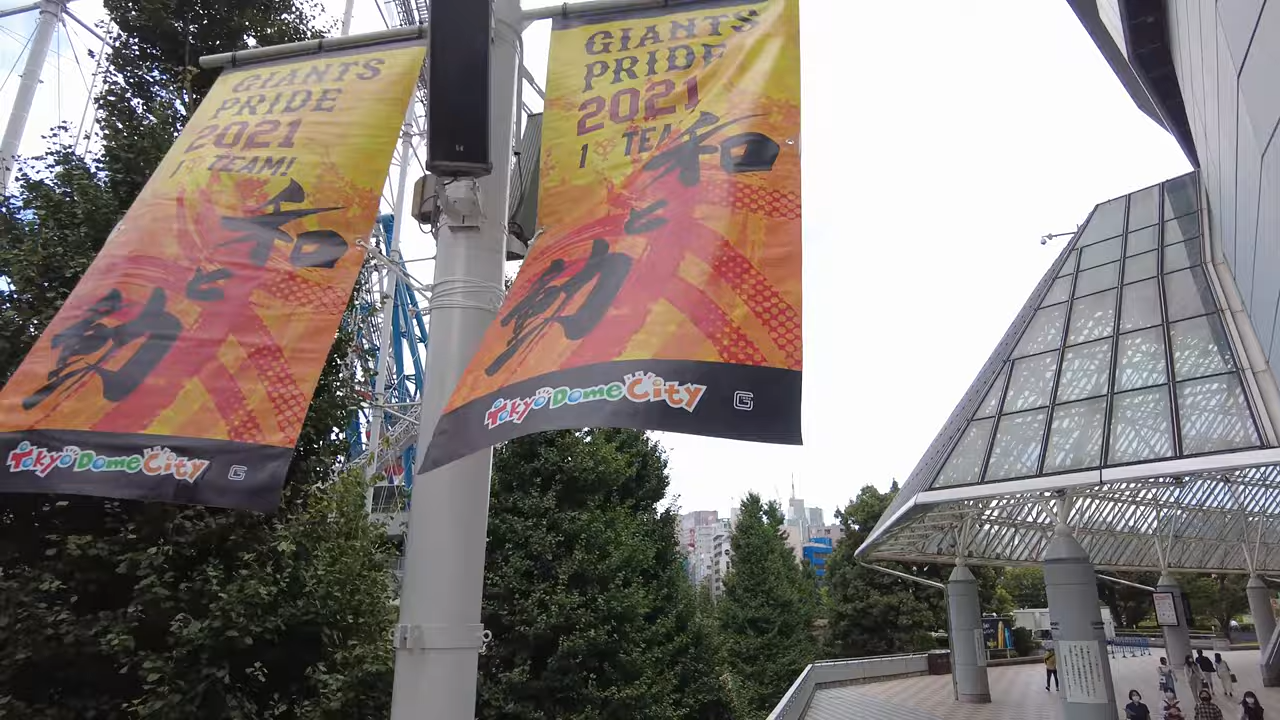 GIANTS
PRIDE
2021
1 TEAM!
和
と
動
Tokyo Dome City
G
GIANTS
PRIDE
2021
1 TEA
和
と
動
Tokyo Dome City
G